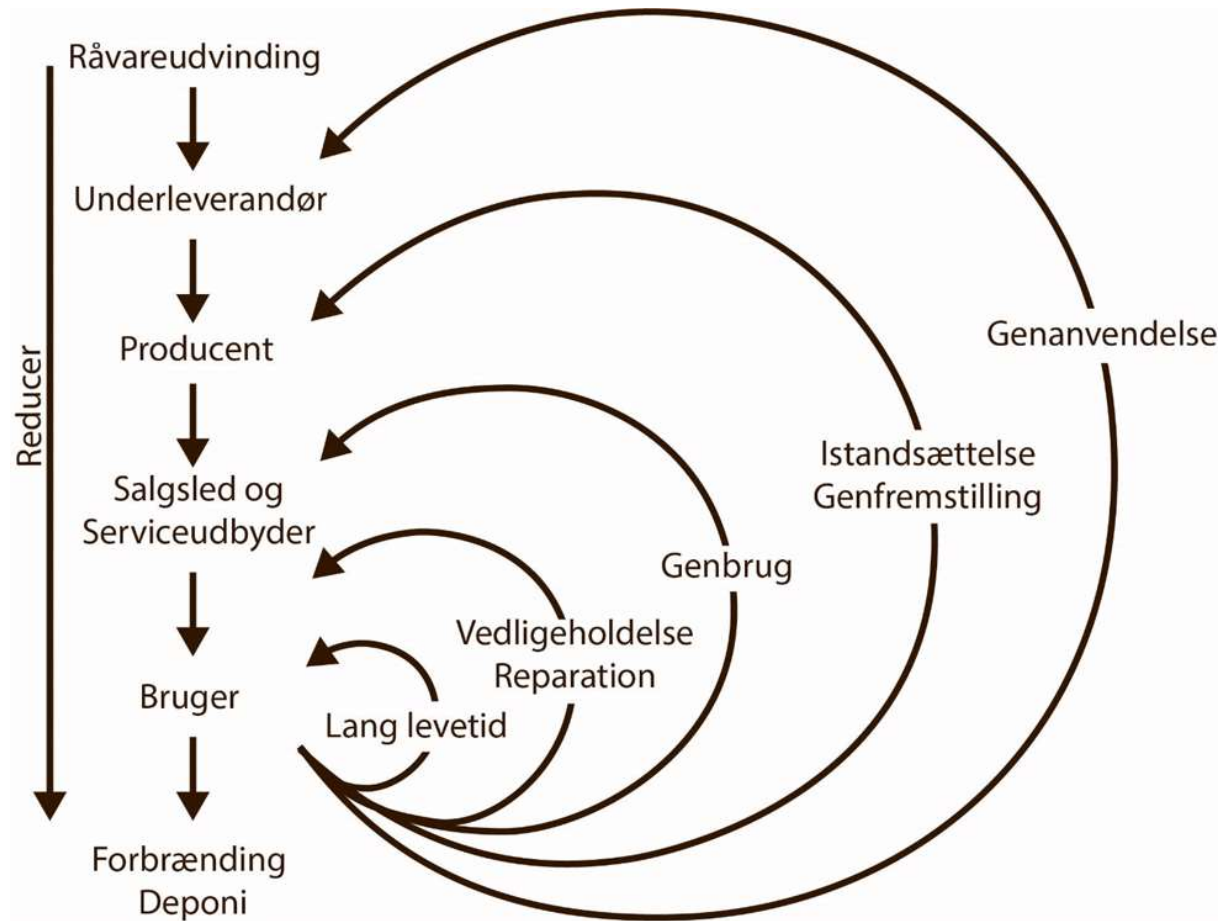 Råvareudvinding
Underleverandør
Producent
Salgsled og
Serviceudbyder
Bruger
Forbrænding
Deponi
Reducer
Lang levetid
Vedligeholdelse
Reparation
Genbrug
Istandsættelse
Genfremstilling
Genanvendelse